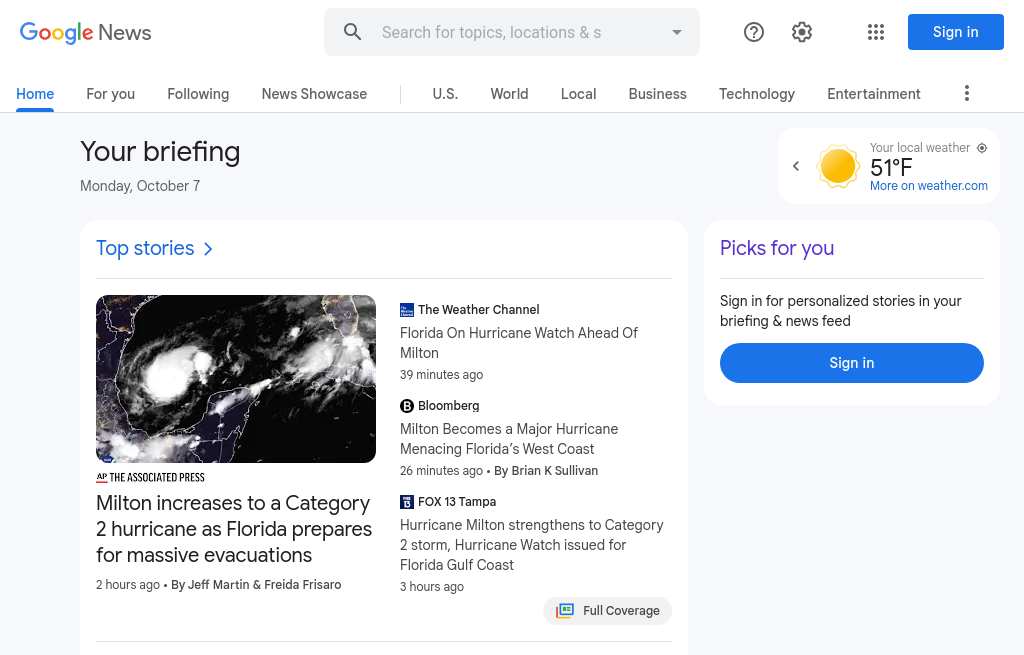 Google News
Search for topics, locations & s
Sign in
Home
For you
Following
News Showcase
U.S.
World
Local
Business
Technology
Entertainment
Your briefing
Monday, October 7
Your local weather
51°F
More on weather.com
Top stories
AP THE ASSOCIATED PRESS
Milton increases to a Category
2 hurricane as Florida prepares
for massive evacuations
2 hours ago • By Jeff Martin & Freida Frisaro
The Weather Channel
Florida On Hurricane Watch Ahead Of
Milton
39 minutes ago
B Bloomberg
Milton Becomes a Major Hurricane
Menacing Florida’s West Coast
26 minutes ago • By Brian K Sullivan
FOX 13 FOX 13 Tampa
Hurricane Milton strengthens to Category
2 storm, Hurricane Watch issued for
Florida Gulf Coast
3 hours ago
Full Coverage
Picks for you
Sign in for personalized stories in your
briefing & news feed
Sign in